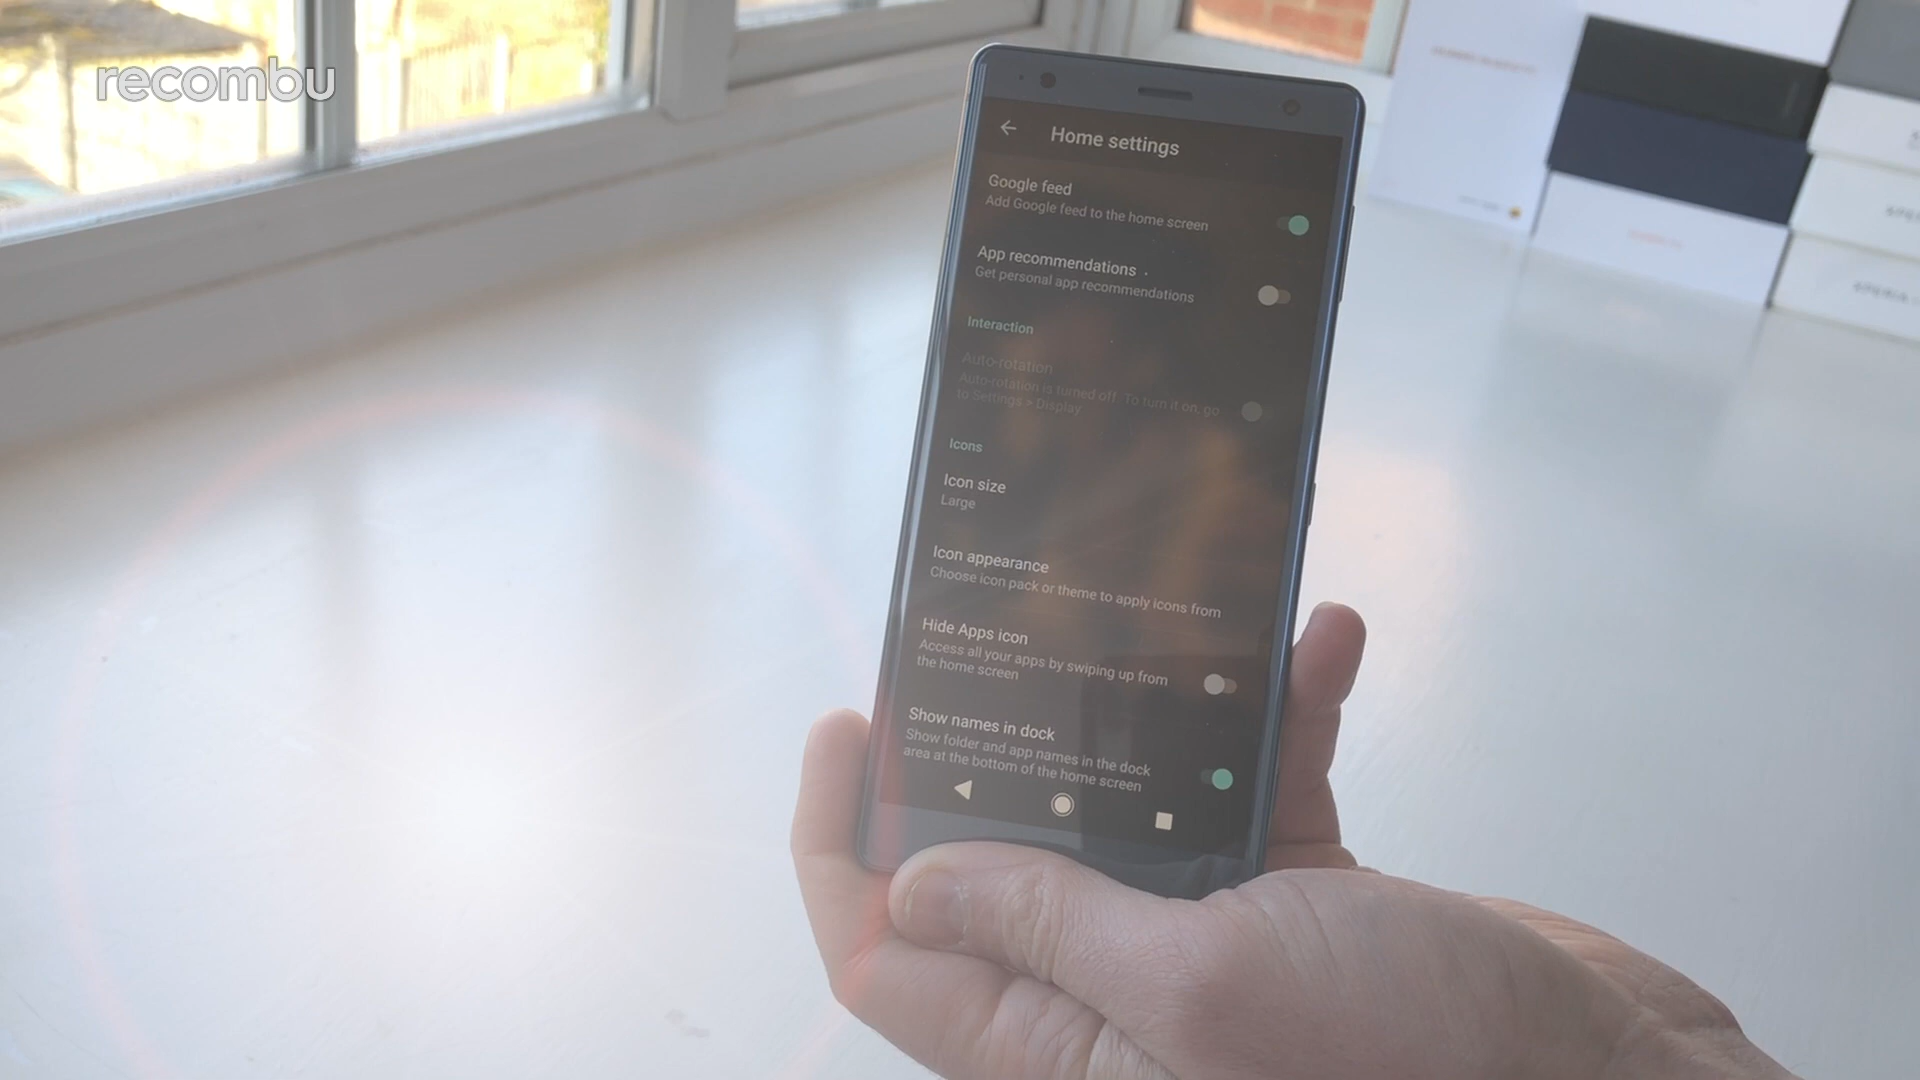 recombu
Home settings
Google feed
Add Google feed to the home screen
App recommendations
Get personal app recommendations
Interaction
Auto-rotation
Auto-rotation is turned off. To turn it on, go
to Settings > Display
Icons
Icon size
Large
Icon appearance
Choose icon pack or theme to apply icons from
Hide Apps icon
Access all your apps by swiping up from
the home screen
Show names in dock
Show folder and app names in the dock
area at the bottom of the home screen
XPERIA